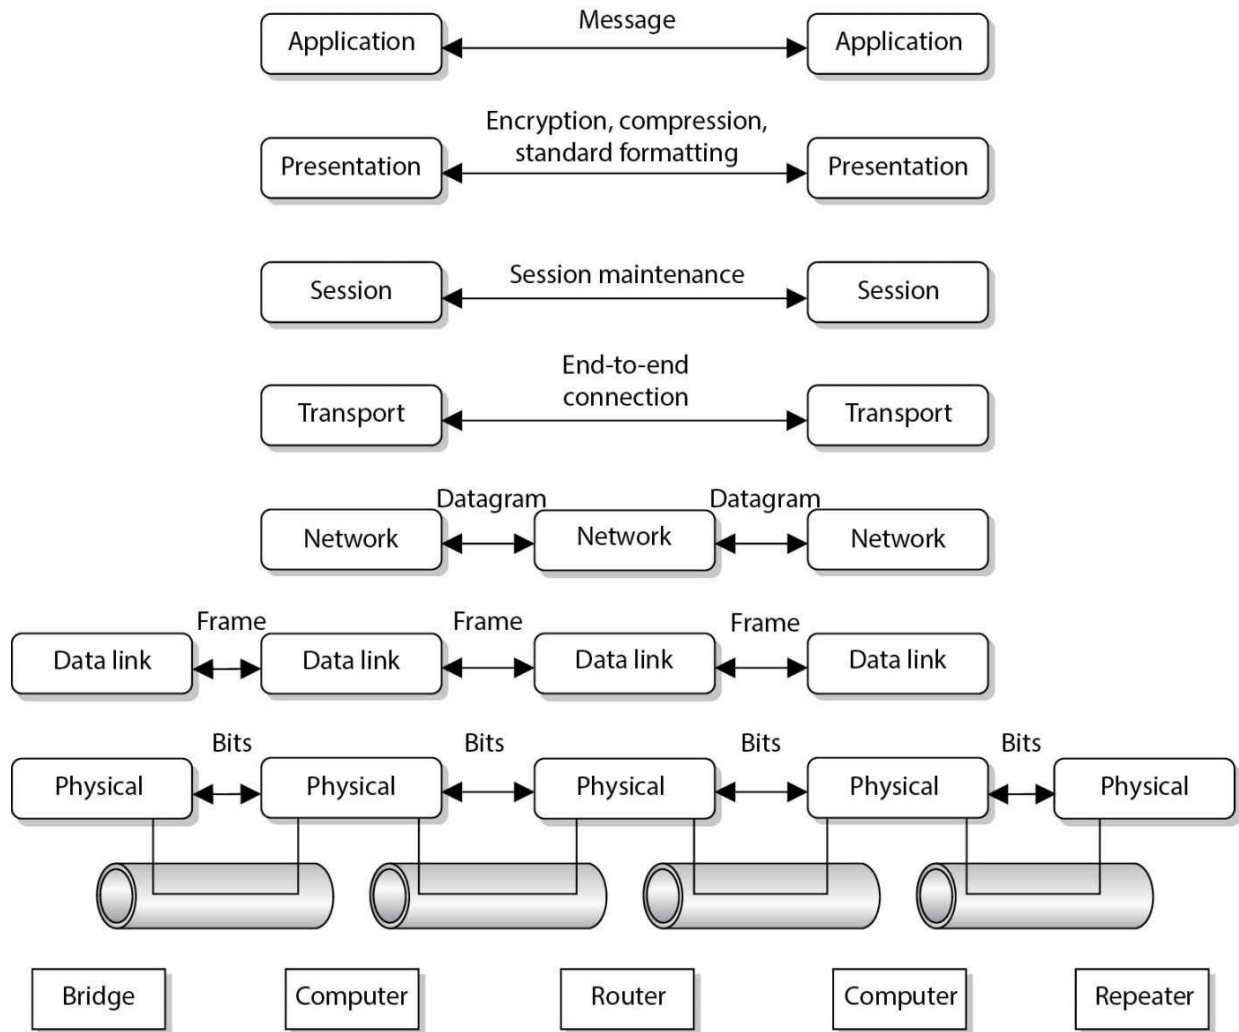 Message
Application
Application
Encryption, compression,
standard formatting
Presentation
Presentation
Session maintenance
Session
Session
End-to-end
connection
Transport
Transport
Datagram
Datagram
Network
Network
Network
Frame
Frame
Frame
Data link
Data link
Data link
Data link
Bits
Bits
Bits
Bits
Physical
Physical
Physical
Physical
Physical
Bridge
Computer
Router
Computer
Repeater